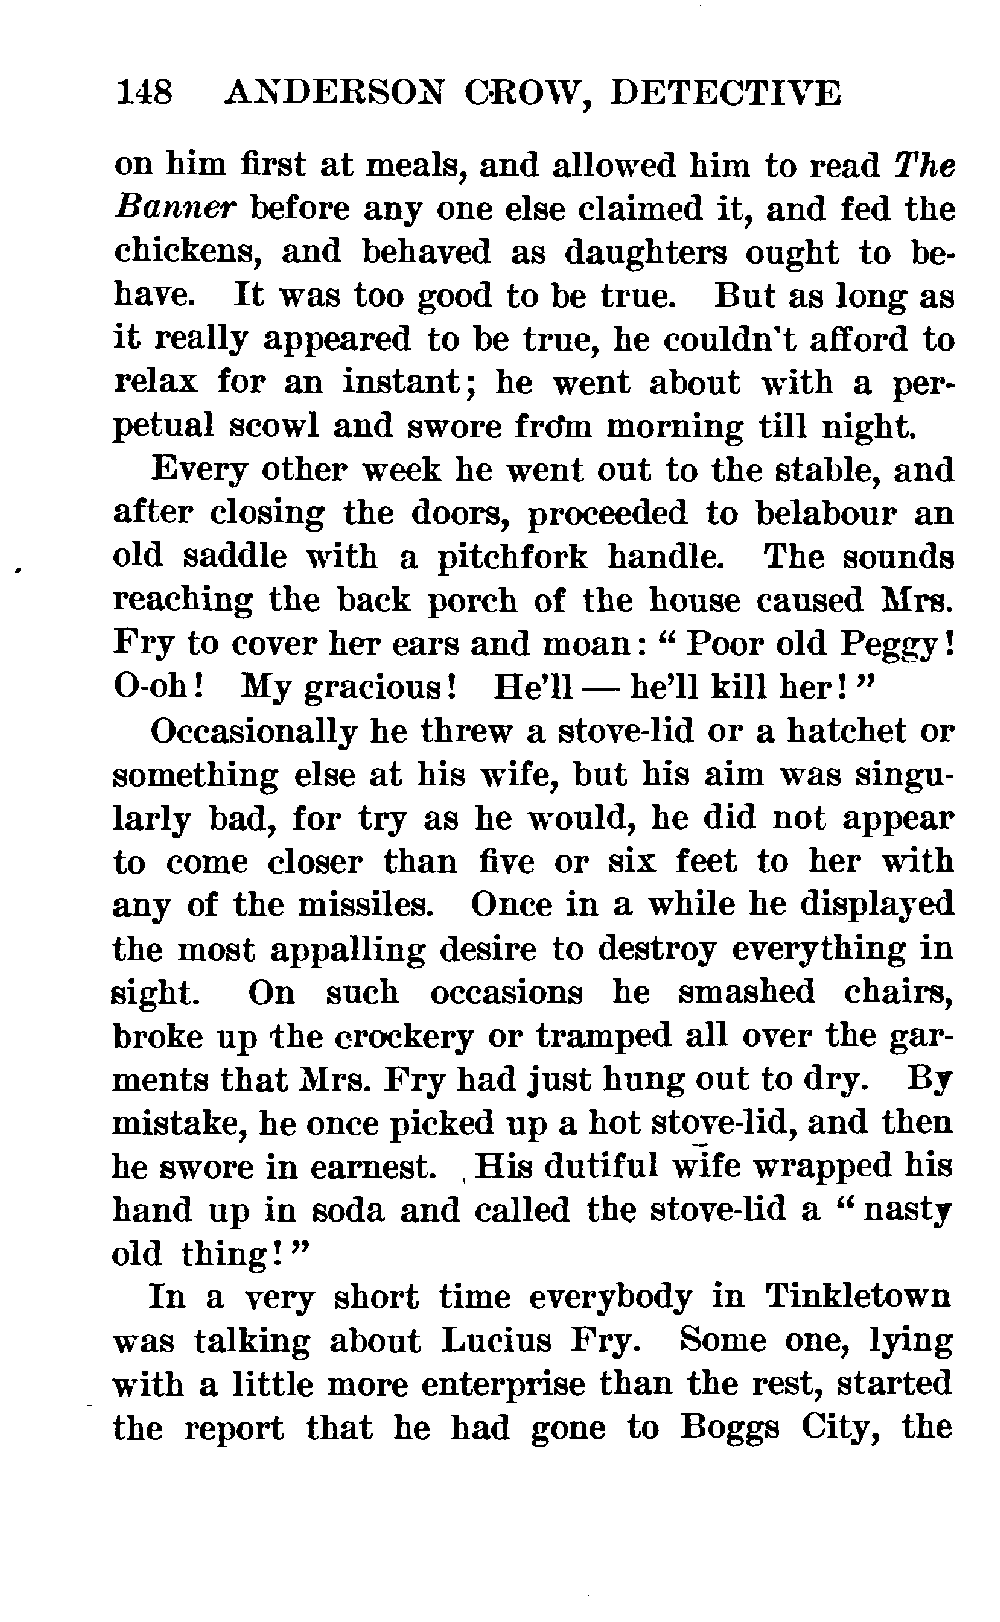 148 ANDERSON CROW, DETECTIVE
on him first at meals, and allowed him to read The
Banner before any one else claimed it, and fed the
chickens, and behaved as daughters ought to be-
have. It was too good to be true. But as long as
it really appeared to be true, he couldn't afford to
relax for an instant; he went about with a per-
petual scowl and swore from morning till night.
Every other week he went out to the stable, and
after closing the doors, proceeded to belabour an
old saddle with a pitchfork handle. The sounds
reaching the back porch of the house caused Mrs.
Fry to cover her ears and moan: “ Poor old Peggy!
O-oh! My gracious! He'll — he'll kill her! ”
Occasionally he threw a stove-lid or a hatchet or
something else at his wife, but his aim was singu-
larly bad, for try as he would, he did not appear
to come closer than five or six feet to her with
any of the missiles. Once in a while he displayed
the most appalling desire to destroy everything in
sight. On such occasions he smashed chairs,
broke up the crockery or tramped all over the gar-
ments that Mrs. Fry had just hung out to dry. By
mistake, he once picked up a hot stove-lid, and then
he swore in earnest. His dutiful wife wrapped his
hand up in soda and called the stove-lid a “ nasty
old thing! ”
In a very short time everybody in Tinkletown
was talking about Lucius Fry. Some one, lying
with a little more enterprise than the rest, started
the report that he had gone to Boggs City, the